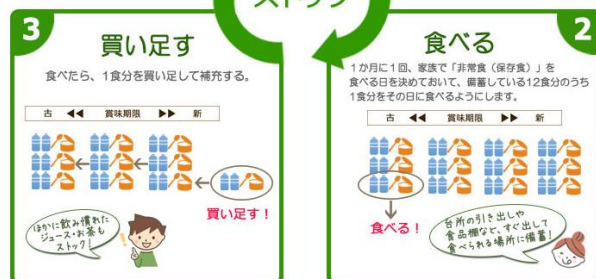 ストック
3
買い足す
食べたら、1食分を買い足して補充する。
古 ◀◀ 賞味期限 ▶▶ 新
買い足す！
ほかに飲み慣れた
ジュース・お茶も
ストック！
2
食べる
1か月に1回、家族で「非常食（保存食）」を
食べる日を決めておいて、備蓄している12食分のうち
1食分をその日に食べるようにします。
古 ◀◀ 賞味期限 ▶▶ 新
食べる！
台所の引き出しや
食品棚など、すぐ出して
食べられる場所に備蓄！